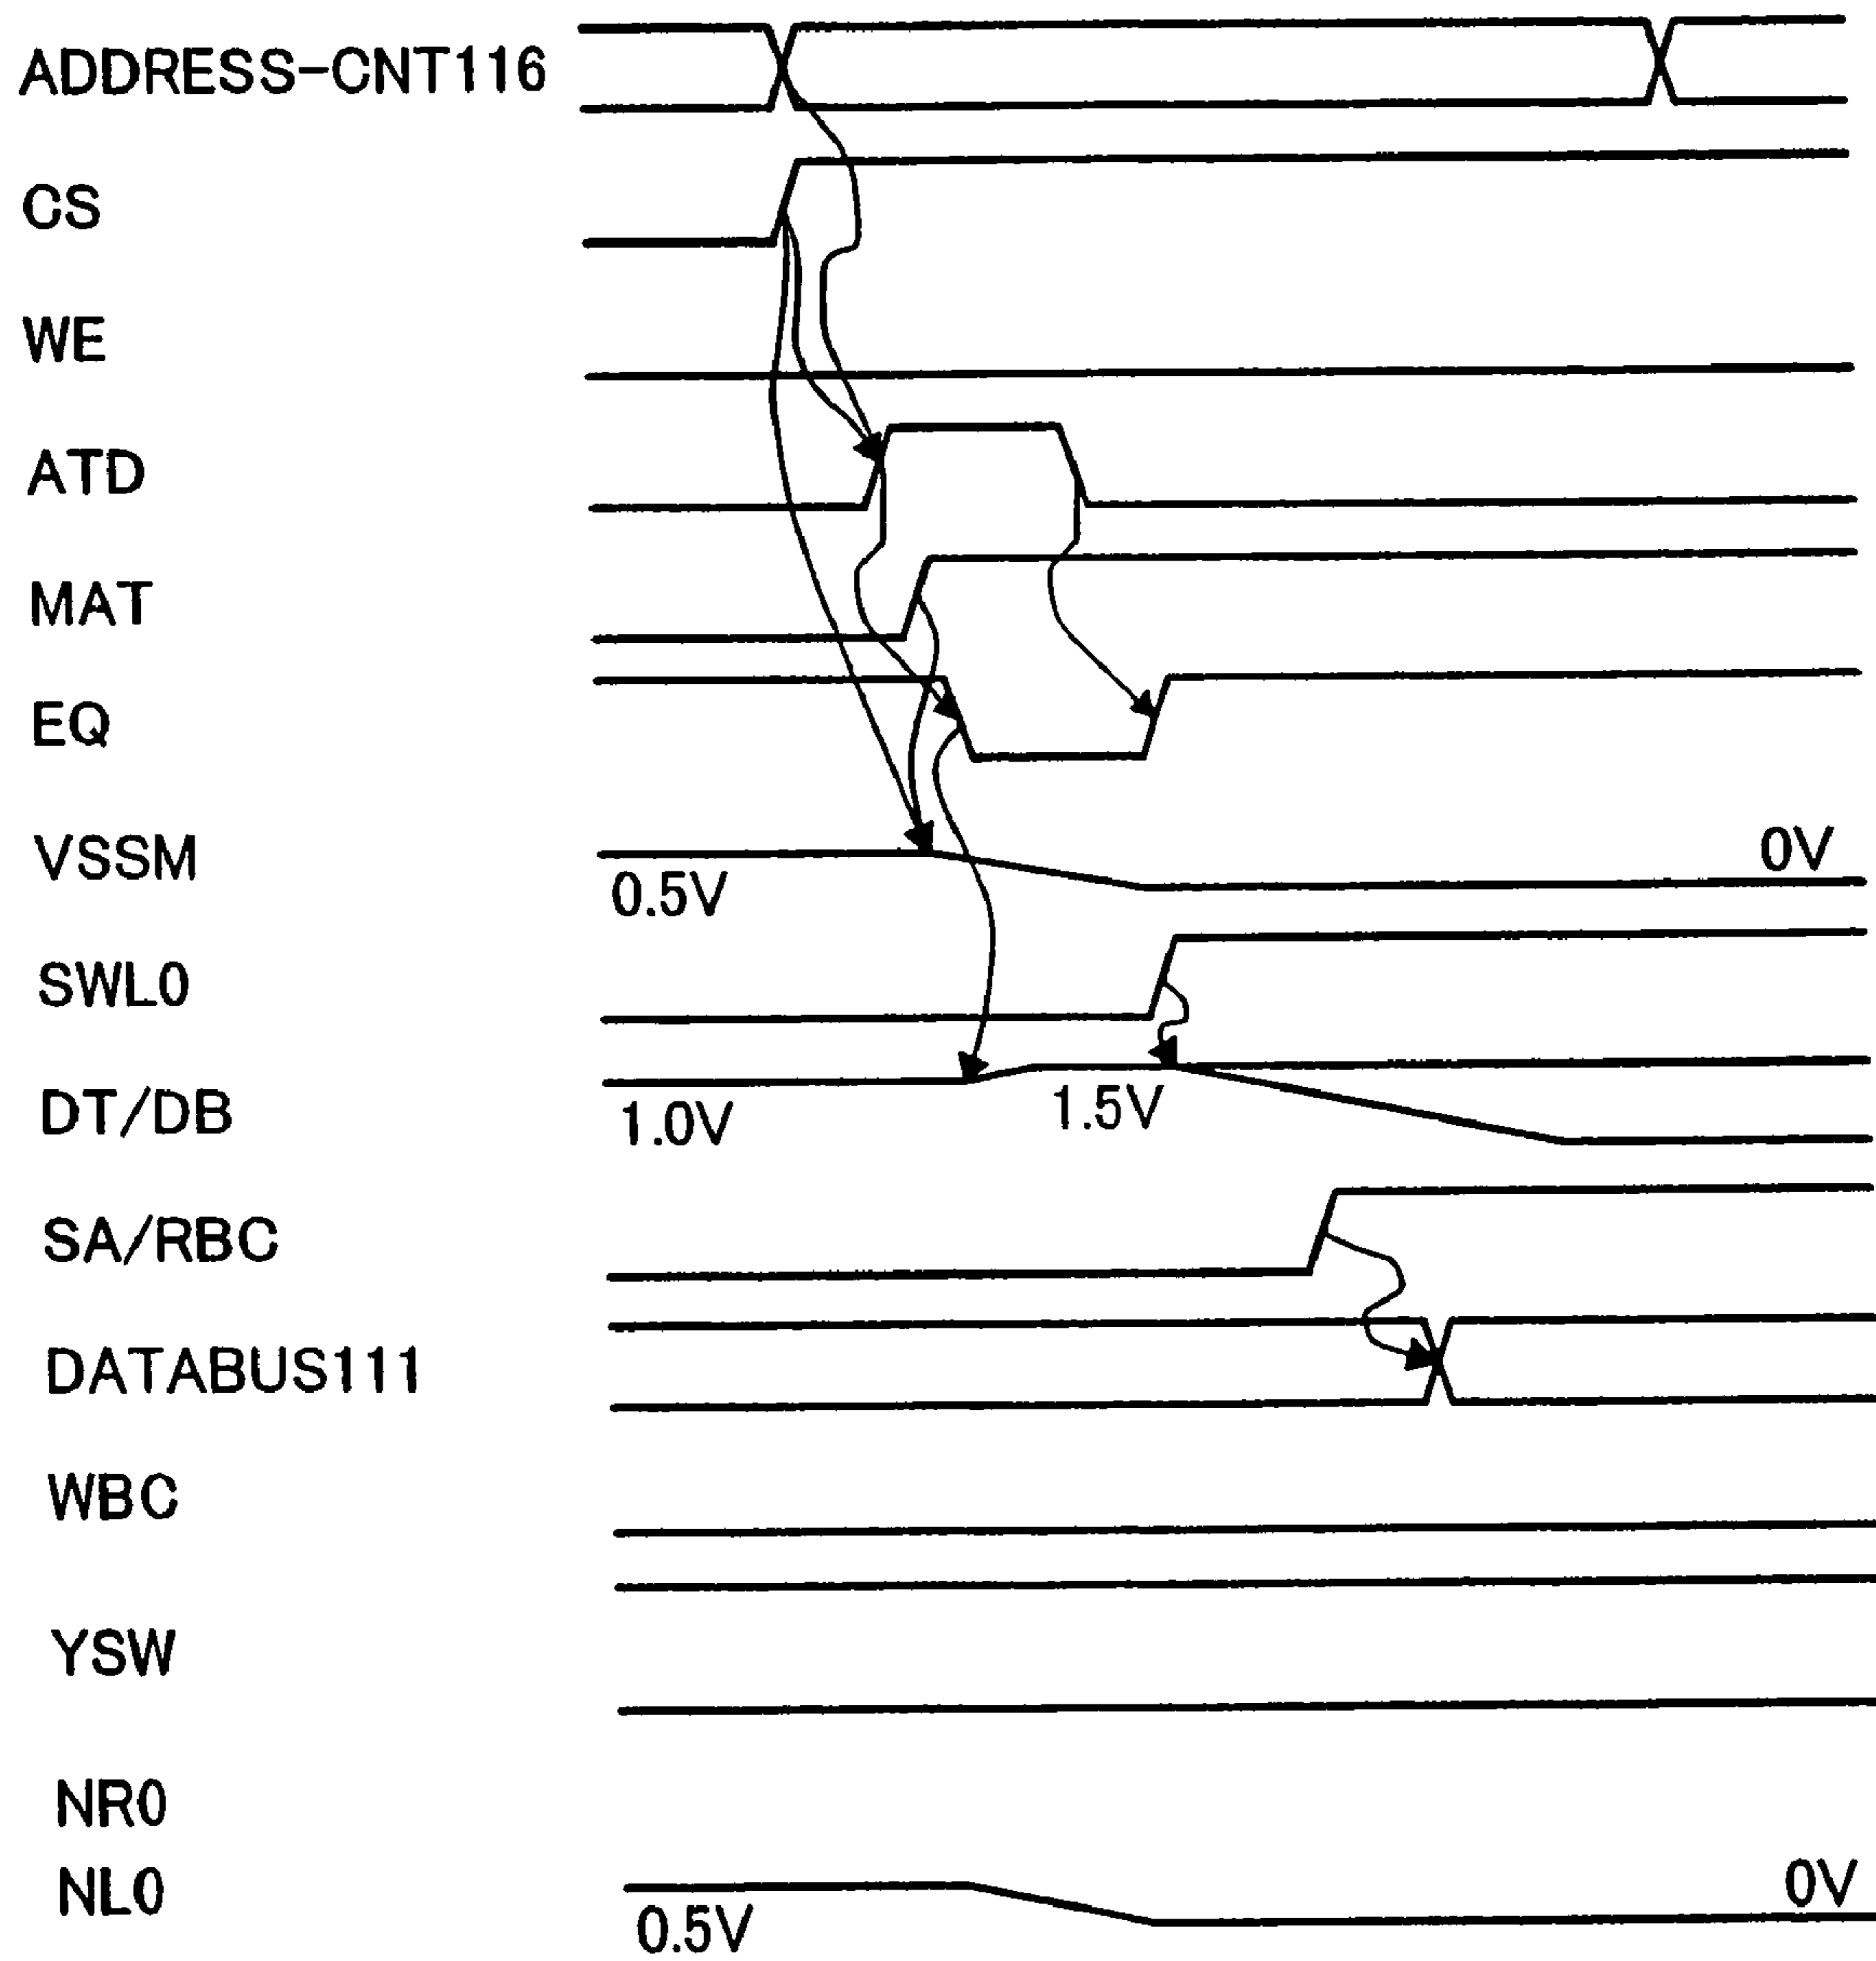 ADDRESS-CNT116
CS
WE
ATD
MAT
EQ
VSSM
0.5V
0V
SWL0
DT/DB
1.0V
1.5V
SA/RBC
DATABUS111
WBC
YSW
NR0
NL0
0.5V
0V